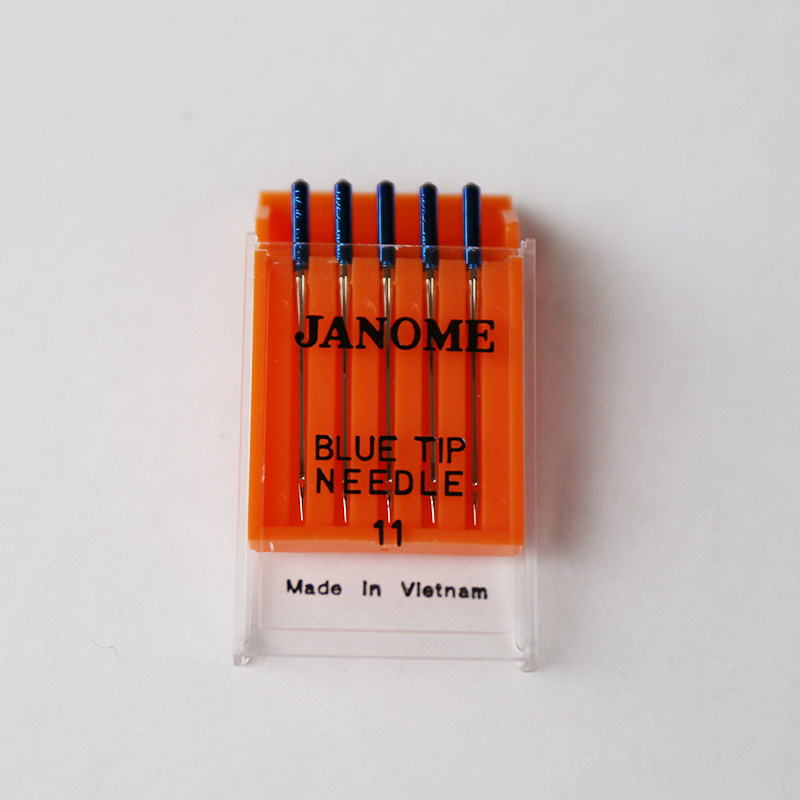 JANOME
BLUE TIP
NEEDLE
11
Made in Vietnam